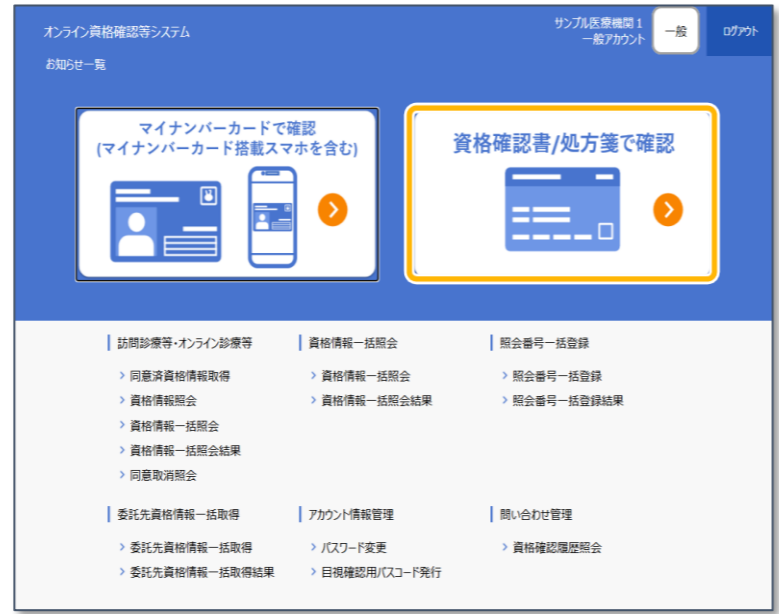 オンライン資格確認等システム
サンプル医療機関1
一般アカウント
一般
ログアウト
お知らせ一覧
マイナンバーカードで確認
(マイナンバーカード搭載スマホを含む)
資格確認書/処方箋で確認
訪問診療等・オンライン診療等
同意済資格情報取得
資格情報照会
資格情報一括照会
資格情報一括照会結果
同意取消照会
資格情報一括照会
資格情報一括照会
資格情報一括照会結果
照会番号一括登録
照会番号一括登録
照会番号一括登録結果
委託先資格情報一括取得
委託先資格情報一括取得
委託先資格情報一括取得結果
アカウント情報管理
パスワード変更
目視確認用パスコード発行
問い合わせ管理
資格確認履歴照会